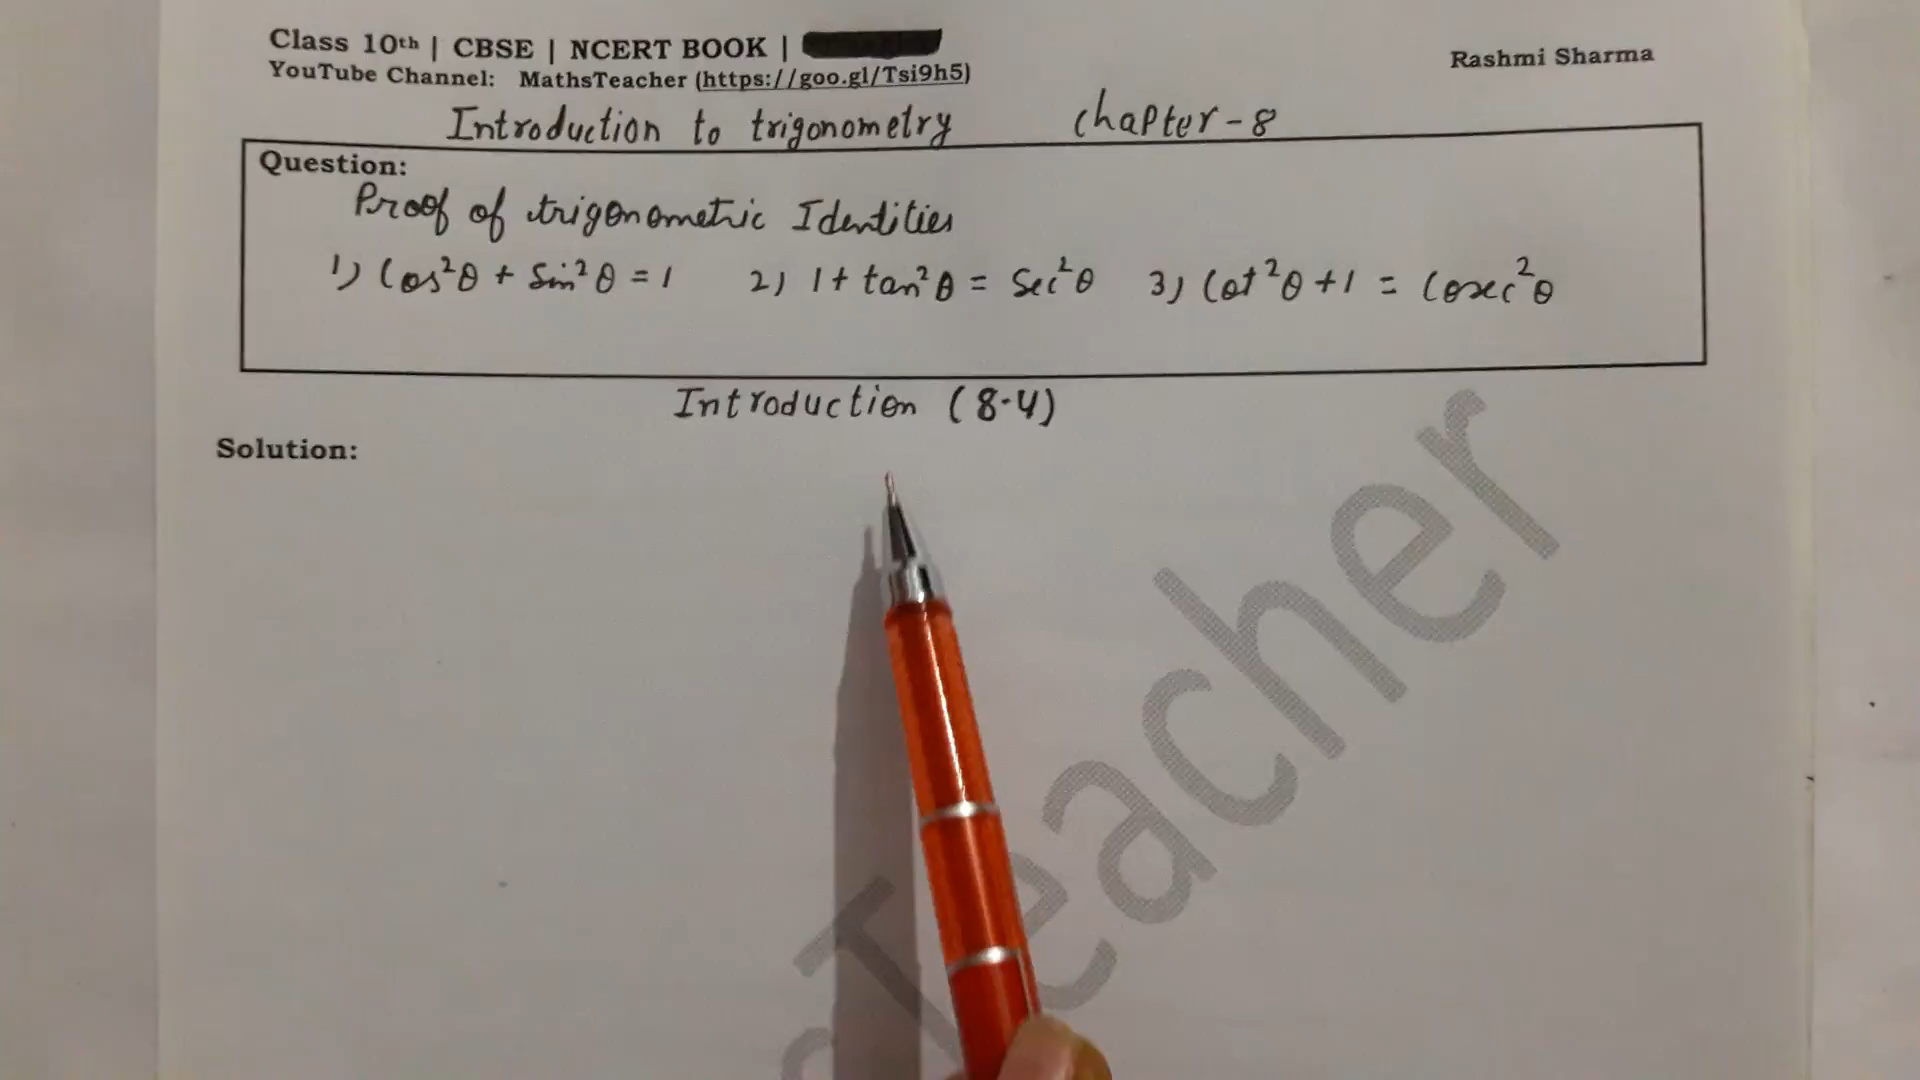 Class 10th | CBSE | NCERT BOOK |
Rashmi Sharma
YouTube Channel: MathsTeacher (https://goo.gl/Tsi9h5)
Introduction to trigonometry chapter-8
Question:
Proof of trigonometric Identities
1) Cos²θ + Sin²θ = 1 2) 1 + tan²θ = Sec²θ 3) Cot²θ + 1 = Cosec²θ
Introduction (8.4)
Solution:
Teacher